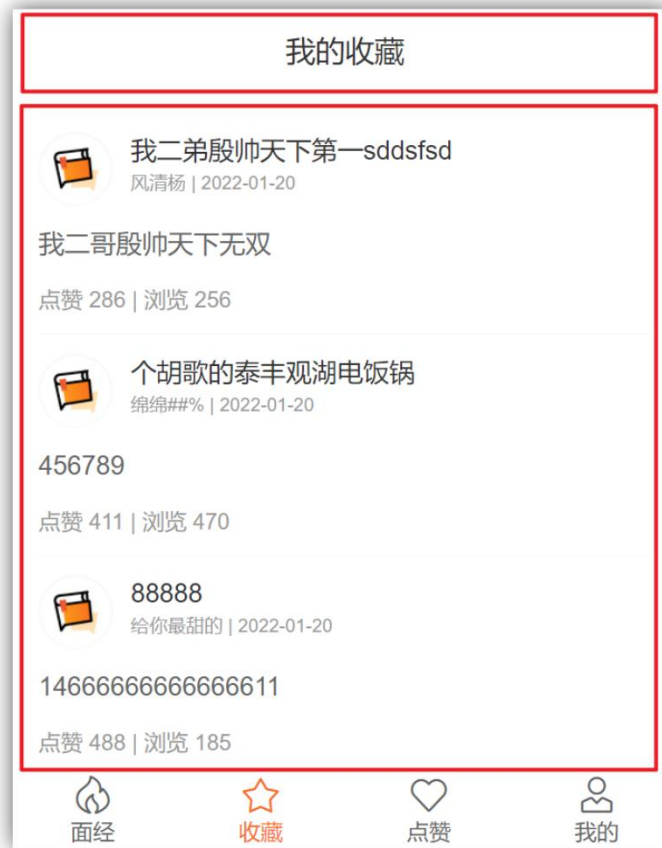 我的收藏
我二弟殷帅天下第一sddsfsd
风清杨 | 2022-01-20
我二哥殷帅天下无双
点赞 286 | 浏览 256
个胡歌的泰丰观湖电饭锅
绵绵##% | 2022-01-20
456789
点赞 411 | 浏览 470
88888
给你最甜的 | 2022-01-20
14666666666666611
点赞 488 | 浏览 185
面经 收藏 点赞 我的